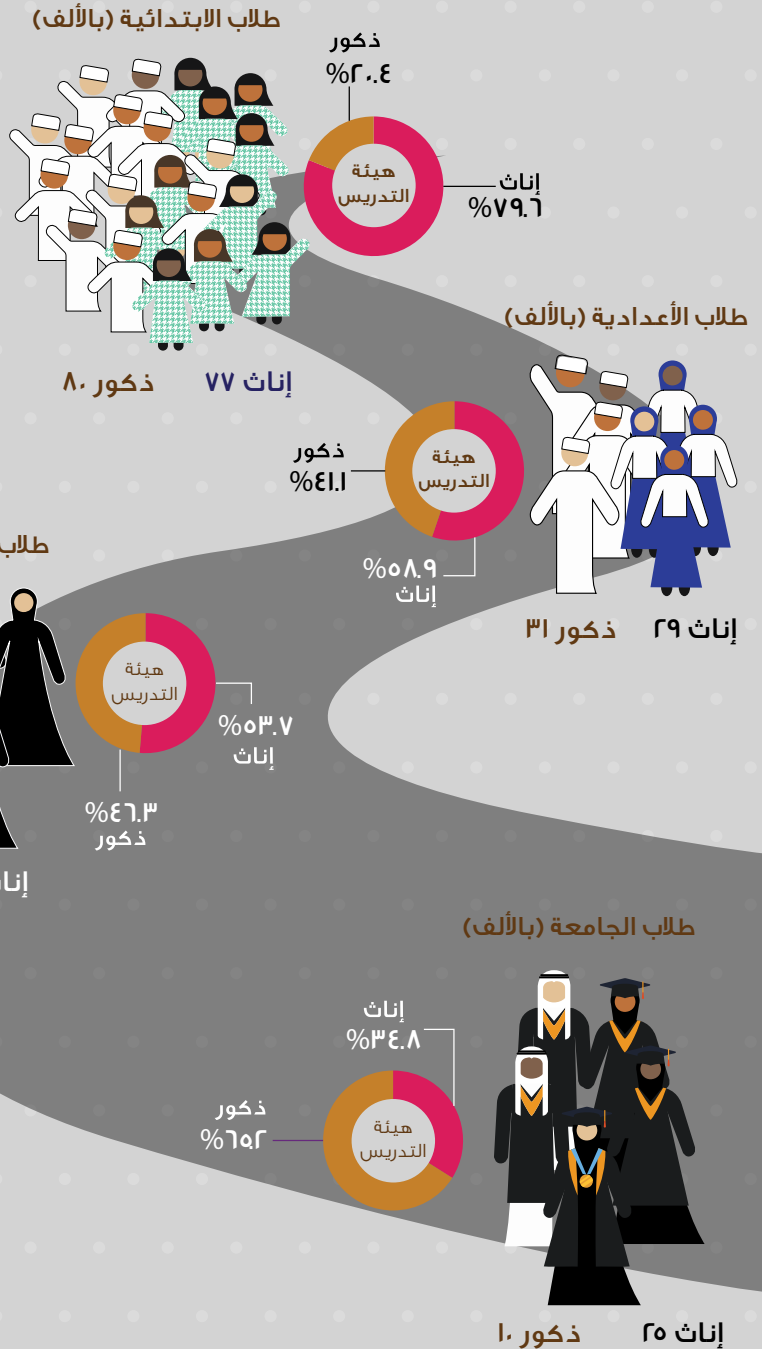 طلاب الابتدائية (بالألف)
ذكور
%٢٠.٤
هيئة
التدريس
إناث
%٧٩.٦
إناث ٧٧
ذكور ٨٠
طلاب الأعدادية (بالألف)
ذكور
%٤١.١
هيئة
التدريس
%٥٨.٩
إناث
إناث ٢٩
ذكور ٣١
طلاب
هيئة
التدريس
%٥٣.٧
إناث
%٤٦.٣
ذكور
طلاب الجامعة (بالألف)
إناث
%٣٤.٨
ذكور
%٦٥.٢
هيئة
التدريس
إناث ٢٥
ذكور ١٠